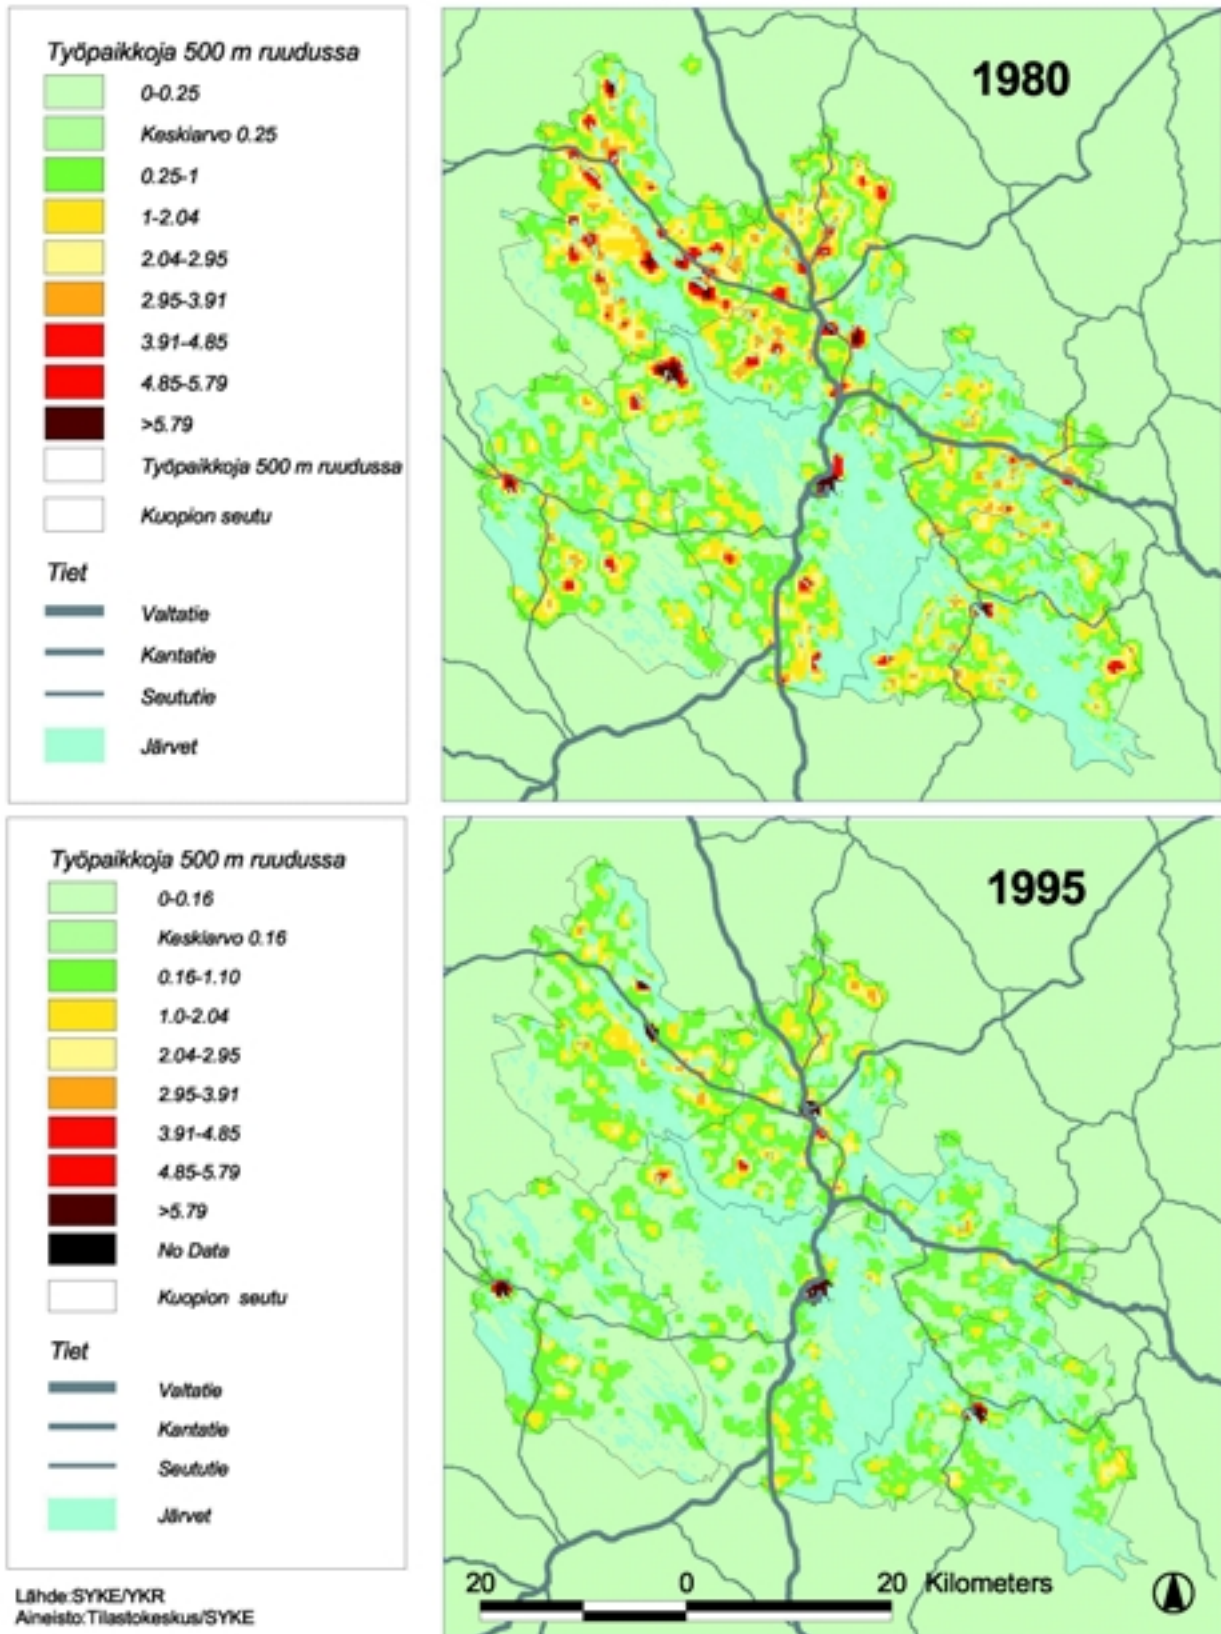 Työpaikkoja 500 m ruudussa
0-0.25
Keskiarvo 0.25
0.25-1
1-2.04
2.04-2.95
2.95-3.91
3.91-4.85
4.85-5.79
>5.79
Työpaikkoja 500 m ruudussa
Kuopion seutu
Tiet
Valtatie
Kantatie
Seututie
Järvet
1980
Työpaikkoja 500 m ruudussa
0-0.16
Keskiarvo 0.16
0.16-1.10
1.0-2.04
2.04-2.95
2.95-3.91
3.91-4.85
4.85-5.79
>5.79
No Data
Kuopion seutu
Tiet
Valtatie
Kantatie
Seututie
Järvet
1995
20 0 20 Kilometers
Lähde:SYKE/YKR
Aineisto:Tilastokeskus/SYKE